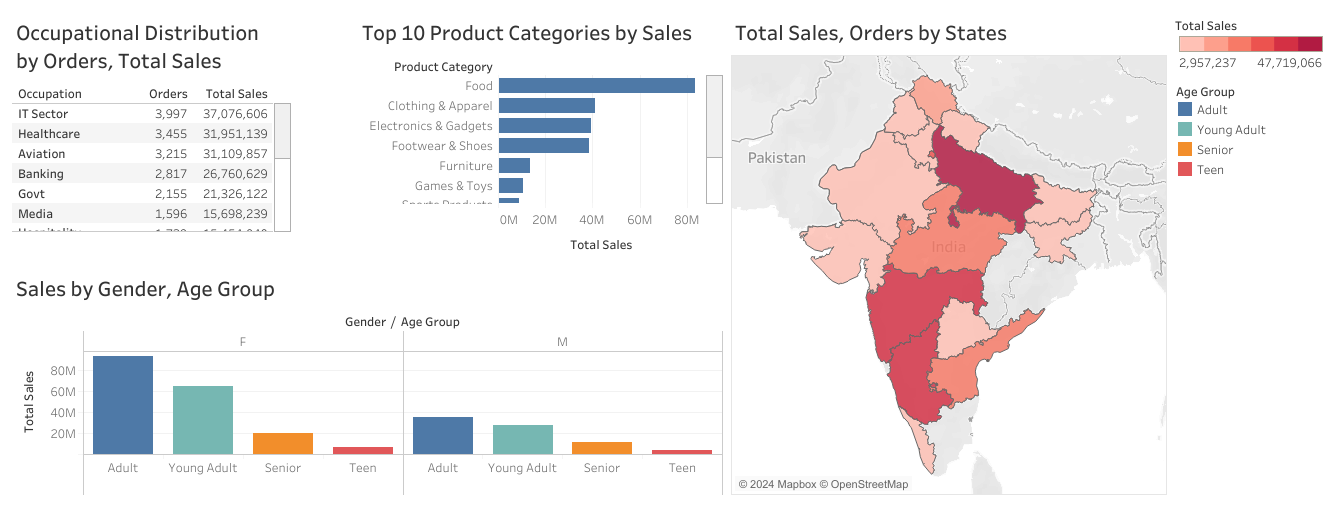 Occupational Distribution
by Orders, Total Sales
Occupation Orders Total Sales
IT Sector 3,997 37,076,606
Healthcare 3,455 31,951,139
Aviation 3,215 31,109,857
Banking 2,817 26,760,629
Govt 2,155 21,326,122
Media 1,596 15,698,239
Top 10 Product Categories by Sales
Product Category
Food
Clothing & Apparel
Electronics & Gadgets
Footwear & Shoes
Furniture
Games & Toys
Sports Products
0M 20M 40M 60M 80M
Total Sales
Total Sales, Orders by States
Pakistan
India
© 2024 Mapbox © OpenStreetMap
Total Sales
2,957,237 47,719,066
Age Group
Adult
Young Adult
Senior
Teen
Sales by Gender, Age Group
Gender / Age Group
F M
Total Sales
80M
60M
40M
20M
Adult Young Adult Senior Teen Adult Young Adult Senior Teen